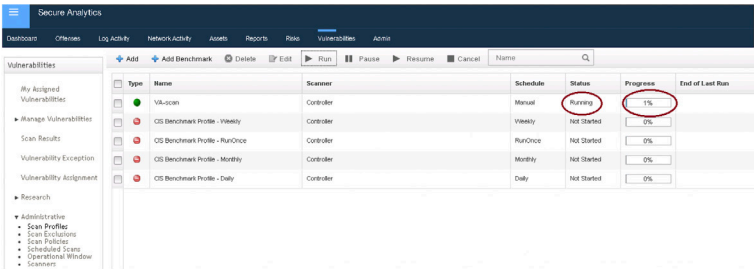 Secure Analytics
Dashboard Offenses Log Activity Network Activity Assets Reports Risks Vulnerabilities Admin
Vulnerabilities
Add Add Benchmark Delete Edit Run Pause Resume Cancel Name
My Assigned
Vulnerabilities
Manage Vulnerabilities
Scan Results
Vulnerability Exception
Vulnerability Assignment
Research
Administrative
Scan Profiles
Scan Exclusions
Scan Policies
Scheduled Scans
Operational Window
Scanners
Type Name Scanner Schedule Status Progress End of Last Run
VA-scan Controller Manual Running 1%
CIS Benchmark Profile - Weekly Controller Weekly Not Started 0%
CIS Benchmark Profile - RunOnce Controller RunOnce Not Started 0%
CIS Benchmark Profile - Monthly Controller Monthly Not Started 0%
CIS Benchmark Profile - Daily Controller Daily Not Started 0%